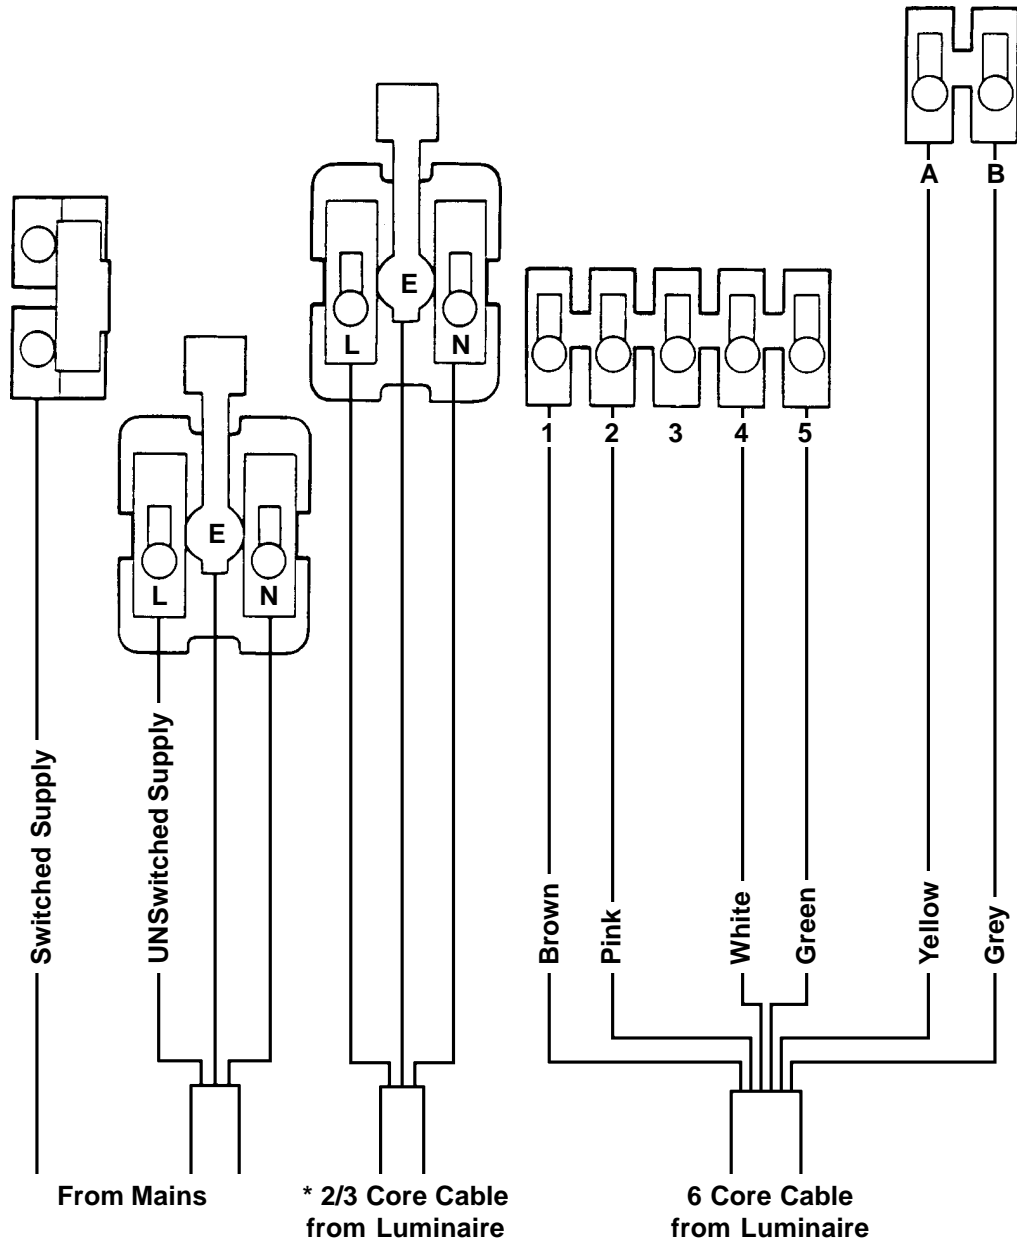 A B
E
L N
1 2 3 4 5
E
L N
Switched Supply
UNSwitched Supply
Brown
Pink
White
Green
Yellow
Grey
From Mains
* 2/3 Core Cable
from Luminaire
6 Core Cable
from Luminaire